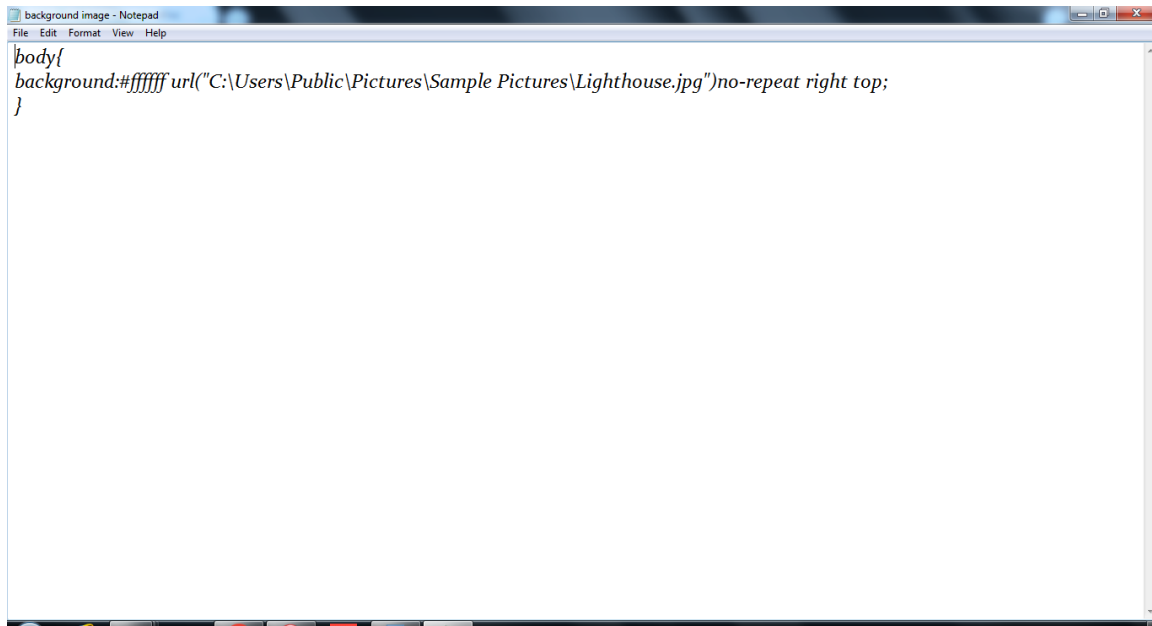 background image - Notepad
File Edit Format View Help
body{
background:#ffffff url("C:\Users\Public\Pictures\Sample Pictures\Lighthouse.jpg")no-repeat right top;
}